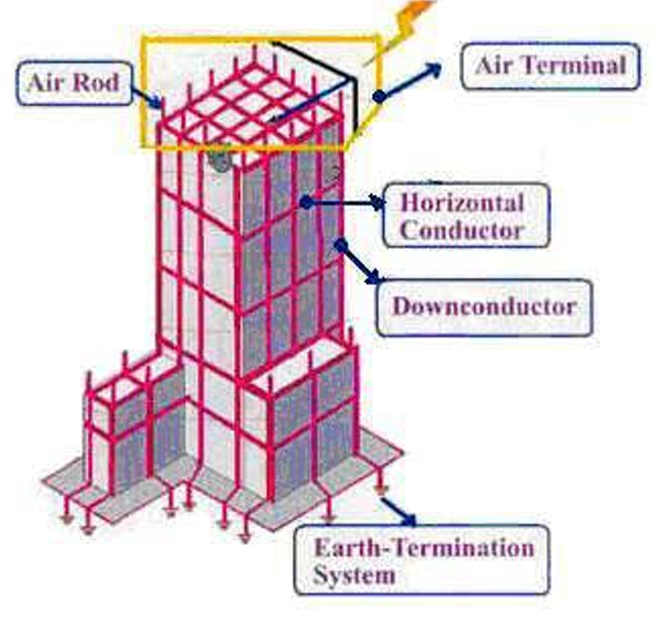 Air Rod
Air Terminal
Horizontal
Conductor
Downconductor
Earth-Termination
System